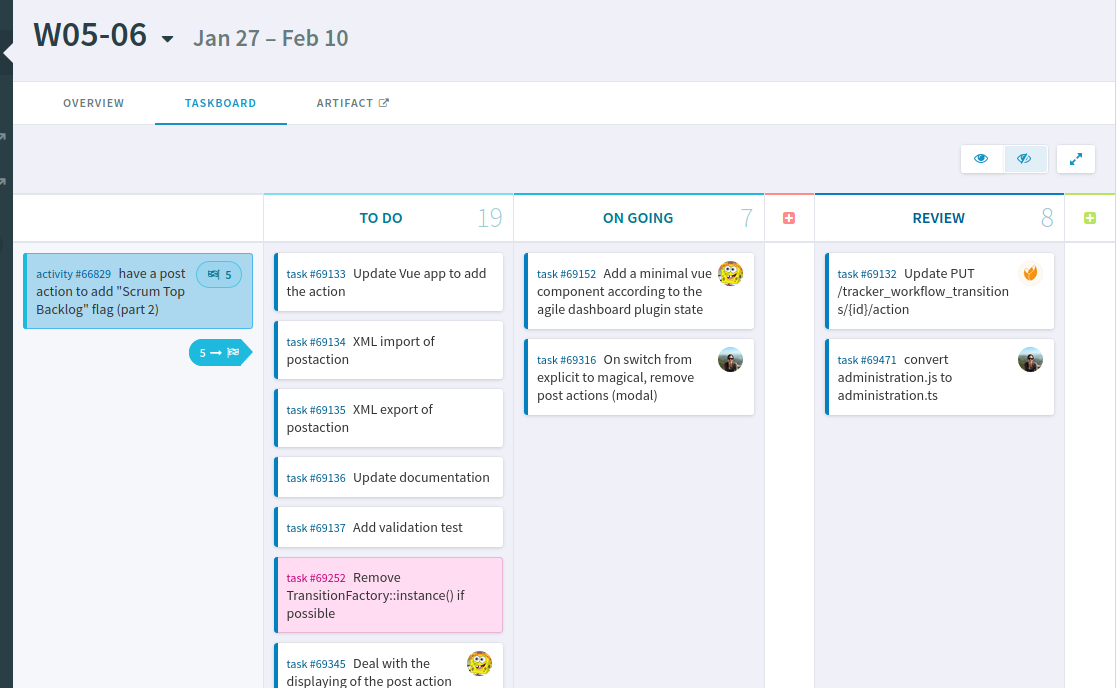 W05-06 Jan 27 – Feb 10
OVERVIEW TASKBOARD ARTIFACT
TO DO 19 ON GOING 7 REVIEW 8
activity #66829 have a post
action to add "Scrum Top
Backlog" flag (part 2)
5
5
task #69133 Update Vue app to add
the action
task #69134 XML import of
postaction
task #69135 XML export of
postaction
task #69136 Update documentation
task #69137 Add validation test
task #69252 Remove
TransitionFactory::instance() if
possible
task #69345 Deal with the
displaying of the post action
task #69152 Add a minimal vue
component according to the
agile dashboard plugin state
task #69316 On switch from
explicit to magical, remove
post actions (modal)
task #69132 Update PUT
/tracker_workflow_transition
s/{id}/action
task #69471 convert
administration.js to
administration.ts